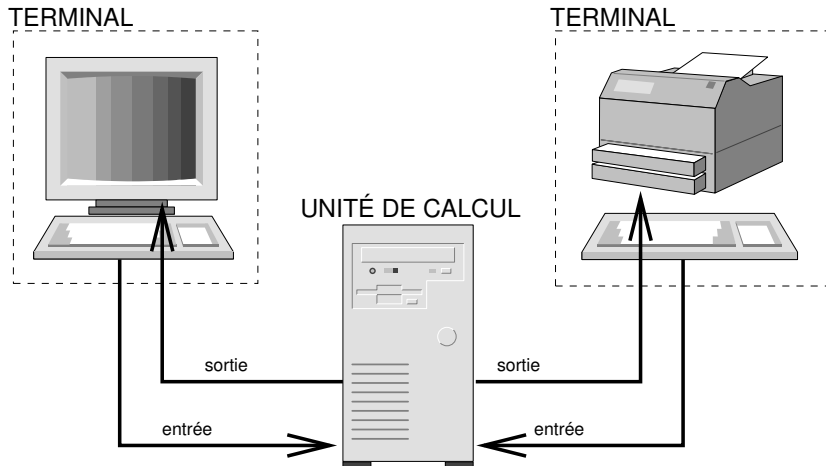 TERMINAL
TERMINAL
UNITÉ DE CALCUL
sortie
sortie
entrée
entrée